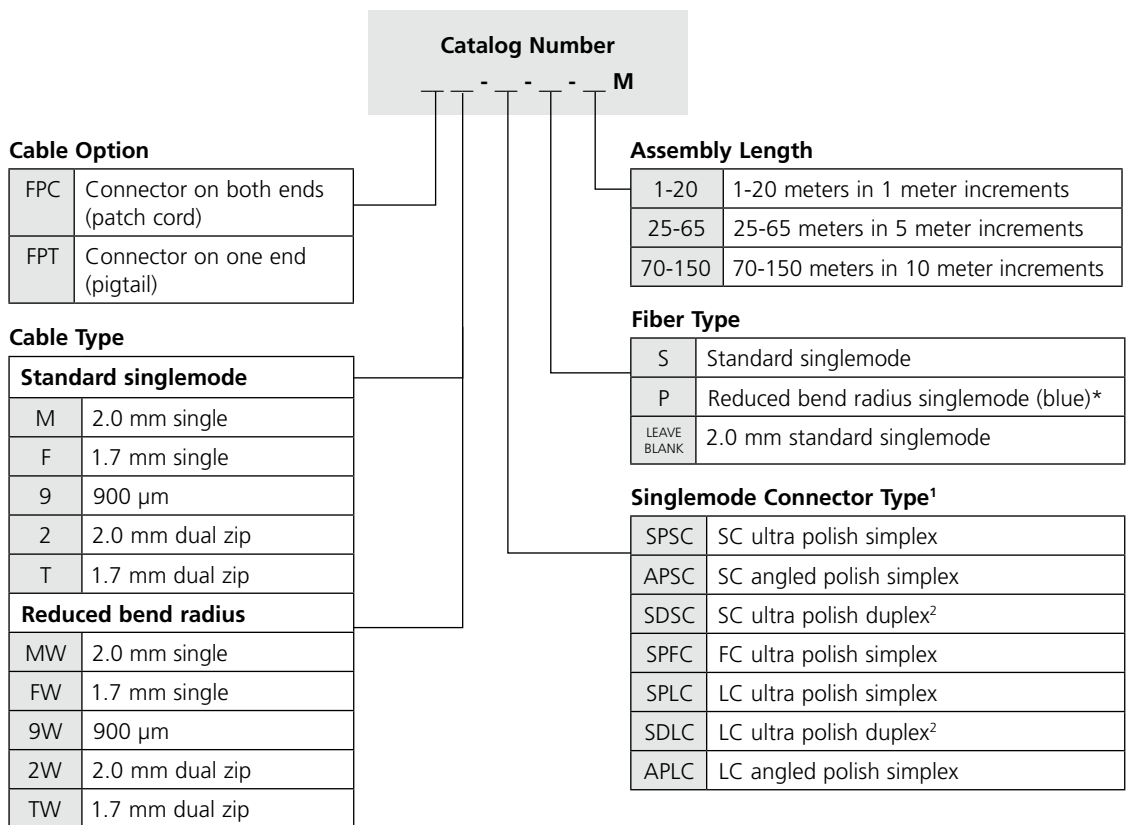 Catalog Number
__ __ - __ - __ - __ M
Cable Option
FPC Connector on both ends
(patch cord)
FPT Connector on one end
(pigtail)
Cable Type
Standard singlemode
M 2.0 mm single
F 1.7 mm single
9 900 µm
2 2.0 mm dual zip
T 1.7 mm dual zip
Reduced bend radius
MW 2.0 mm single
FW 1.7 mm single
9W 900 µm
2W 2.0 mm dual zip
TW 1.7 mm dual zip
Assembly Length
1-20 1-20 meters in 1 meter increments
25-65 25-65 meters in 5 meter increments
70-150 70-150 meters in 10 meter increments
Fiber Type
S Standard singlemode
P Reduced bend radius singlemode (blue)*
LEAVE
BLANK 2.0 mm standard singlemode
Singlemode Connector Type¹
SPSC SC ultra polish simplex
APSC SC angled polish simplex
SDSC SC ultra polish duplex²
SPFC FC ultra polish simplex
SPLC LC ultra polish simplex
SDLC LC ultra polish duplex²
APLC LC angled polish simplex